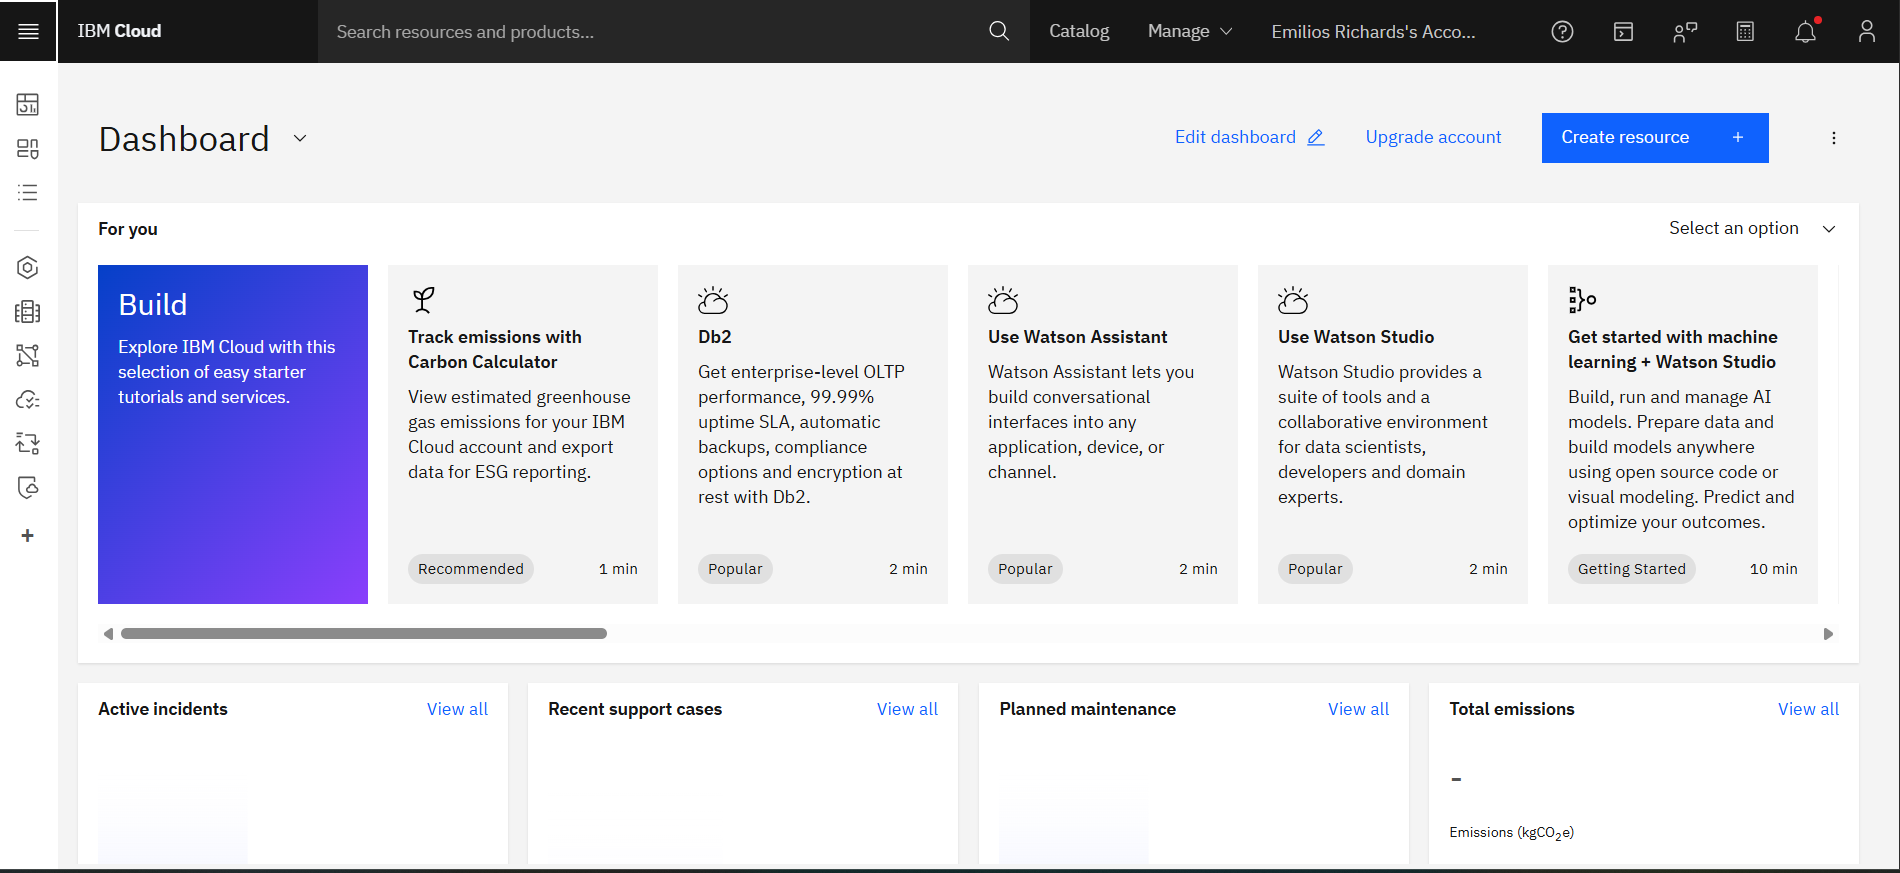 IBM Cloud
Search resources and products...
Catalog
Manage
Emilios Richards's Acco...
Dashboard
Edit dashboard
Upgrade account
Create resource +
For you
Select an option
Build
Explore IBM Cloud with this
selection of easy starter
tutorials and services.
Track emissions with
Carbon Calculator
View estimated greenhouse
gas emissions for your IBM
Cloud account and export
data for ESG reporting.
Recommended
1 min
Db2
Get enterprise-level OLTP
performance, 99.99%
uptime SLA, automatic
backups, compliance
options and encryption at
rest with Db2.
Popular
2 min
Use Watson Assistant
Watson Assistant lets you
build conversational
interfaces into any
application, device, or
channel.
Popular
2 min
Use Watson Studio
Watson Studio provides a
suite of tools and a
collaborative environment
for data scientists,
developers and domain
experts.
Popular
2 min
Get started with machine
learning + Watson Studio
Build, run and manage AI
models. Prepare data and
build models anywhere
using open source code or
visual modeling. Predict and
optimize your outcomes.
Getting Started
10 min
Active incidents
View all
Recent support cases
View all
Planned maintenance
View all
Total emissions
View all
-
Emissions (kgCO₂e)